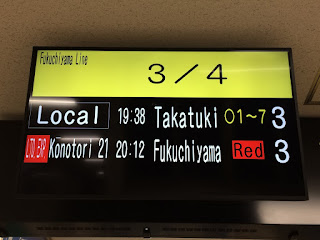 Fukuchiyama Line
3/4
Local 19:38 Takatuki O1~7 3
LTD.EXP Konotori 21 20:12 Fukuchiyama Red 3